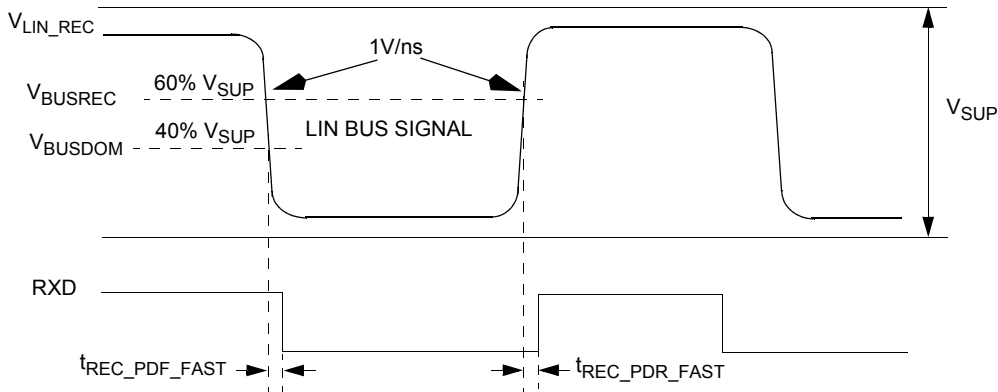 V_LIN_REC
1V/ns
60% V_SUP
V_BUSREC
V_SUP
40% V_SUP
LIN BUS SIGNAL
V_BUSDOM
RXD
t_REC_PDF_FAST
t_REC_PDR_FAST